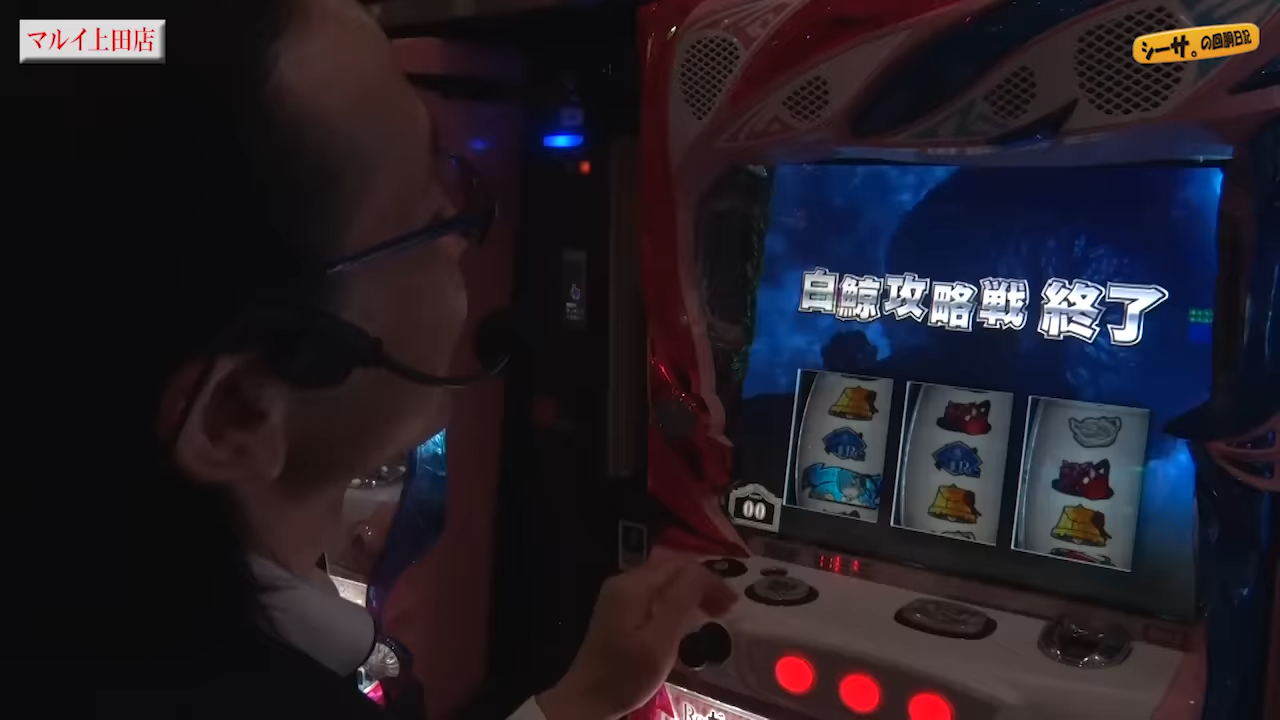 マルイ上田店
シーサ。の回胴日記
白鯨攻略戦 終了
00